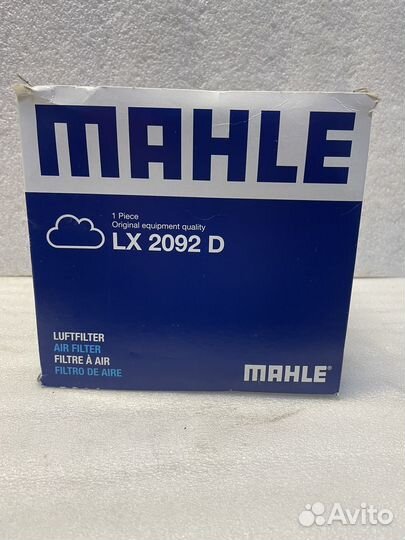 MAHLE
1 Piece
Original equipment quality
LX 2092 D
LUFTFILTER
AIR FILTER
FILTRE À AIR
FILTRO DE AIRE
MAHLE®
Avito